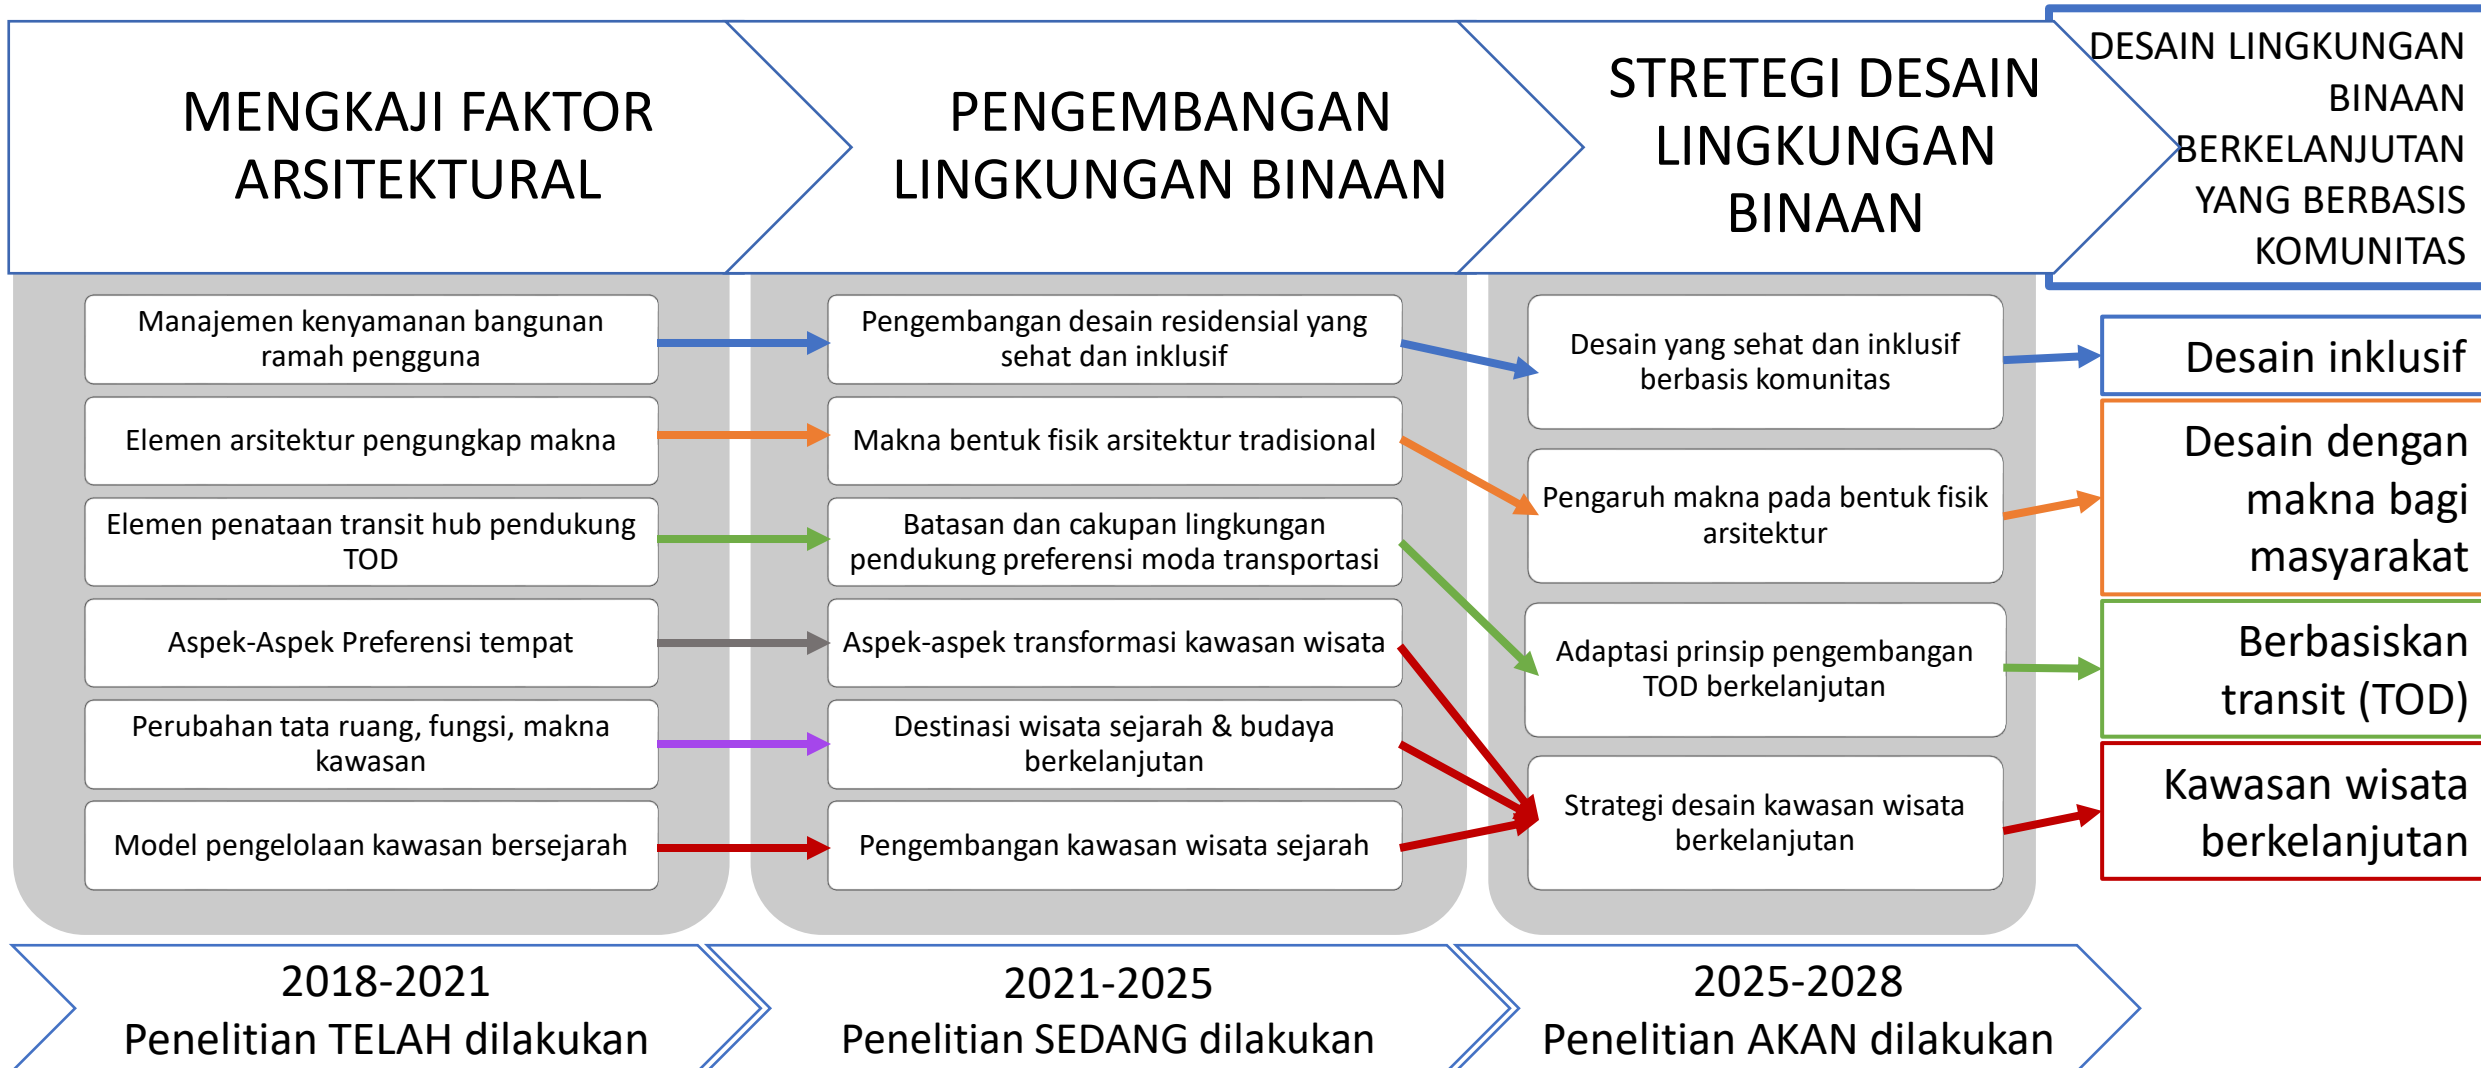 MENGKAJI FAKTOR
ARSITEKTURAL
PENGEMBANGAN
LINGKUNGAN BINAAN
STRETEGI DESAIN
LINGKUNGAN
BINAAN
DESAIN LINGKUNGAN
BINAAN
BERKELANJUTAN
YANG BERBASIS
KOMUNITAS
Manajemen kenyamanan bangunan
ramah pengguna
Elemen arsitektur pengungkap makna
Elemen penataan transit hub pendukung
TOD
Aspek-Aspek Preferensi tempat
Perubahan tata ruang, fungsi, makna
kawasan
Model pengelolaan kawasan bersejarah
Pengembangan desain residensial yang
sehat dan inklusif
Makna bentuk fisik arsitektur tradisional
Batasan dan cakupan lingkungan
pendukung preferensi moda transportasi
Aspek-aspek transformasi kawasan wisata
Destinasi wisata sejarah & budaya
berkelanjutan
Pengembangan kawasan wisata sejarah
Desain yang sehat dan inklusif
berbasis komunitas
Pengaruh makna pada bentuk fisik
arsitektur
Adaptasi prinsip pengembangan
TOD berkelanjutan
Strategi desain kawasan wisata
berkelanjutan
Desain inklusif
Desain dengan
makna bagi
masyarakat
Berbasiskan
transit (TOD)
Kawasan wisata
berkelanjutan
2018-2021
Penelitian TELAH dilakukan
2021-2025
Penelitian SEDANG dilakukan
2025-2028
Penelitian AKAN dilakukan